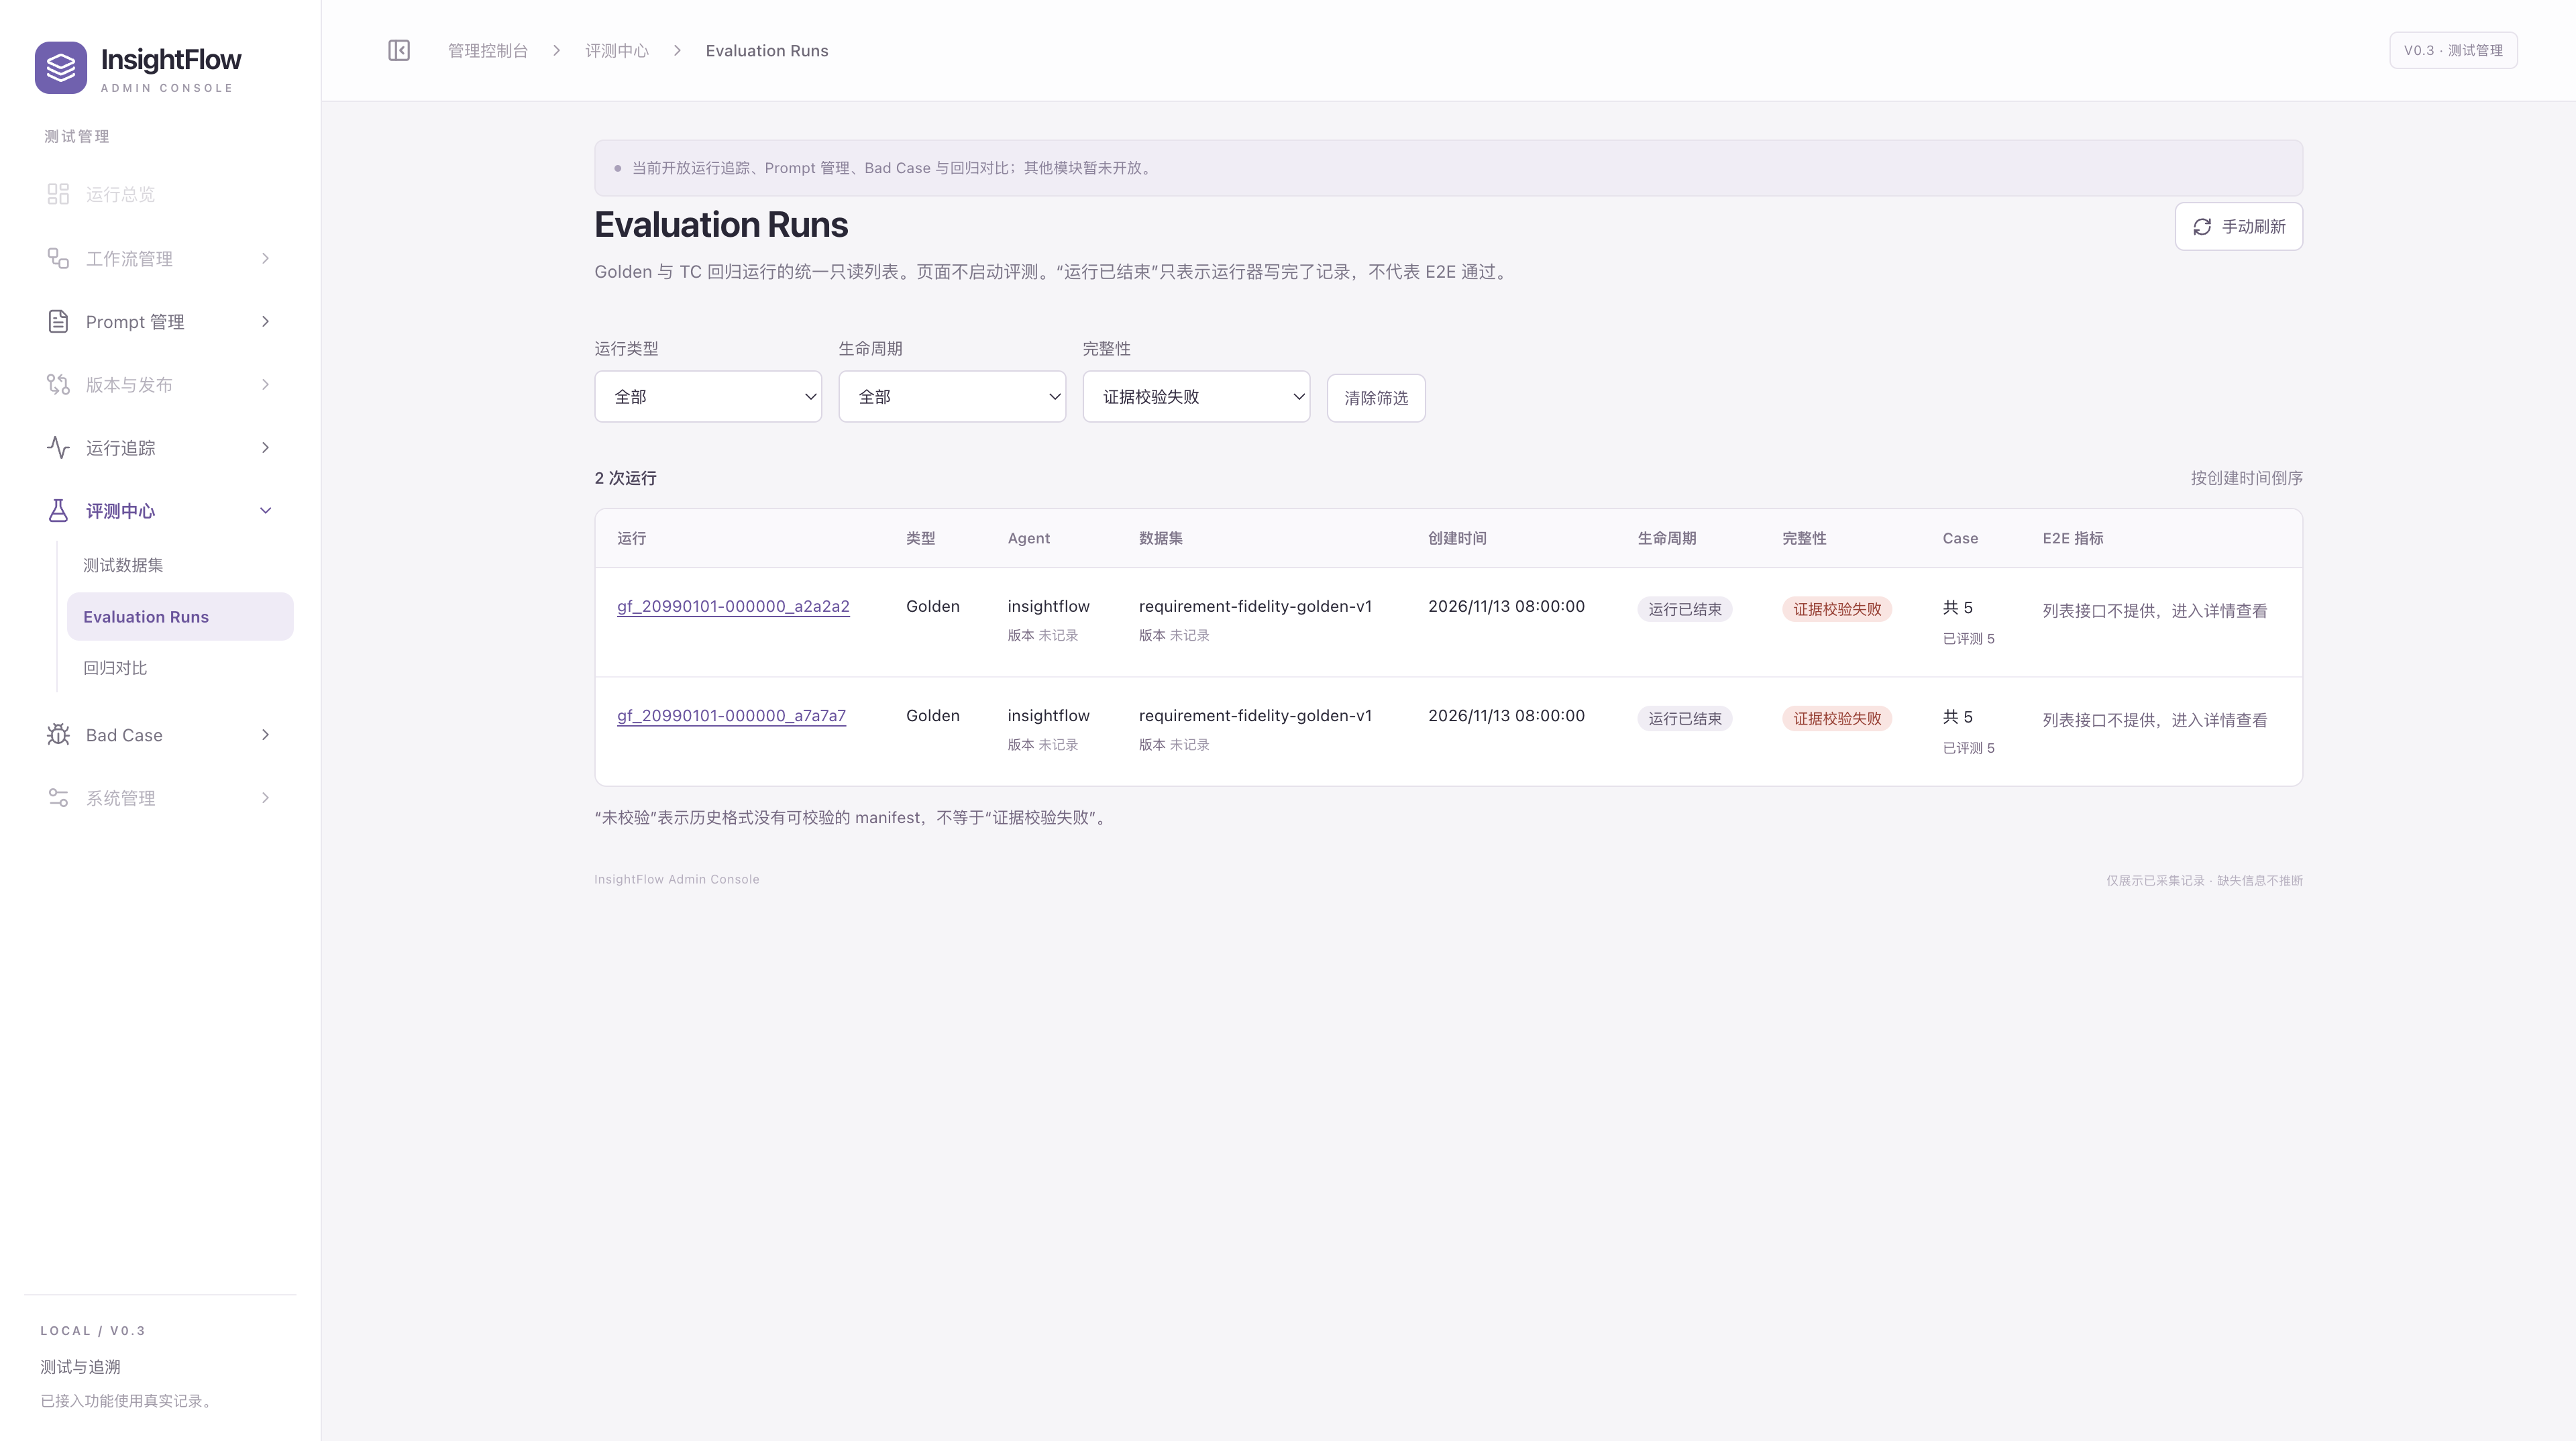 InsightFlow
ADMIN CONSOLE
测试管理
运行总览
工作流管理
Prompt 管理
版本与发布
运行追踪
评测中心
测试数据集
Evaluation Runs
回归对比
Bad Case
系统管理
LOCAL / V0.3
测试与追溯
已接入功能使用真实记录。
管理控制台 > 评测中心 > Evaluation Runs
V0.3 · 测试管理
当前开放运行追踪、Prompt 管理、Bad Case 与回归对比；其他模块暂未开放。
Evaluation Runs
手动刷新
Golden 与 TC 回归运行的统一只读列表。页面不启动评测。“运行已结束”只表示运行器写完了记录，不代表 E2E 通过。
运行类型 生命周期 完整性
全部 全部 证据校验失败 清除筛选
2 次运行 按创建时间倒序
运行 类型 Agent 数据集 创建时间 生命周期 完整性 Case E2E 指标
gf_20990101-000000_a2a2a2 Golden insightflow requirement-fidelity-golden-v1 2026/11/13 08:00:00 运行已结束 证据校验失败 共 5 列表接口不提供，进入详情查看
版本 未记录 版本 未记录 已评测 5
gf_20990101-000000_a7a7a7 Golden insightflow requirement-fidelity-golden-v1 2026/11/13 08:00:00 运行已结束 证据校验失败 共 5 列表接口不提供，进入详情查看
版本 未记录 版本 未记录 已评测 5
“未校验”表示历史格式没有可校验的 manifest，不等于“证据校验失败”。
InsightFlow Admin Console 仅展示已采集记录 · 缺失信息不推断